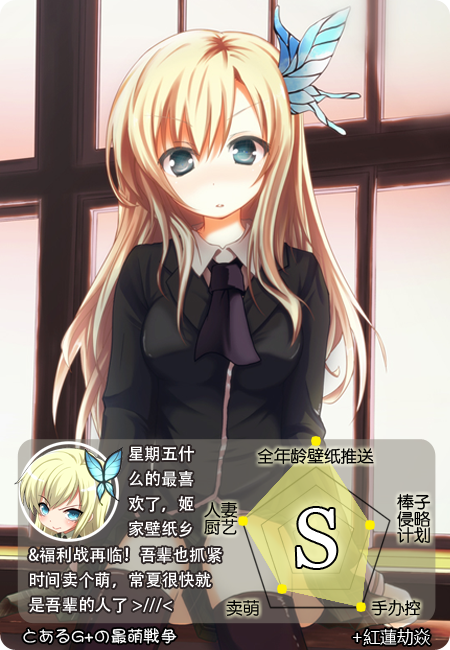 星期五什
么的最喜
欢了，姬
家壁纸乡
&福利战再临！吾辈也抓紧
时间卖个萌，常夏很快就
是吾辈的人了>///<
全年龄壁纸推送
人妻
厨艺
棒子
侵略
计划
S
卖萌
手办控
とあるG+の最萌戦争
+紅蓮劫焱